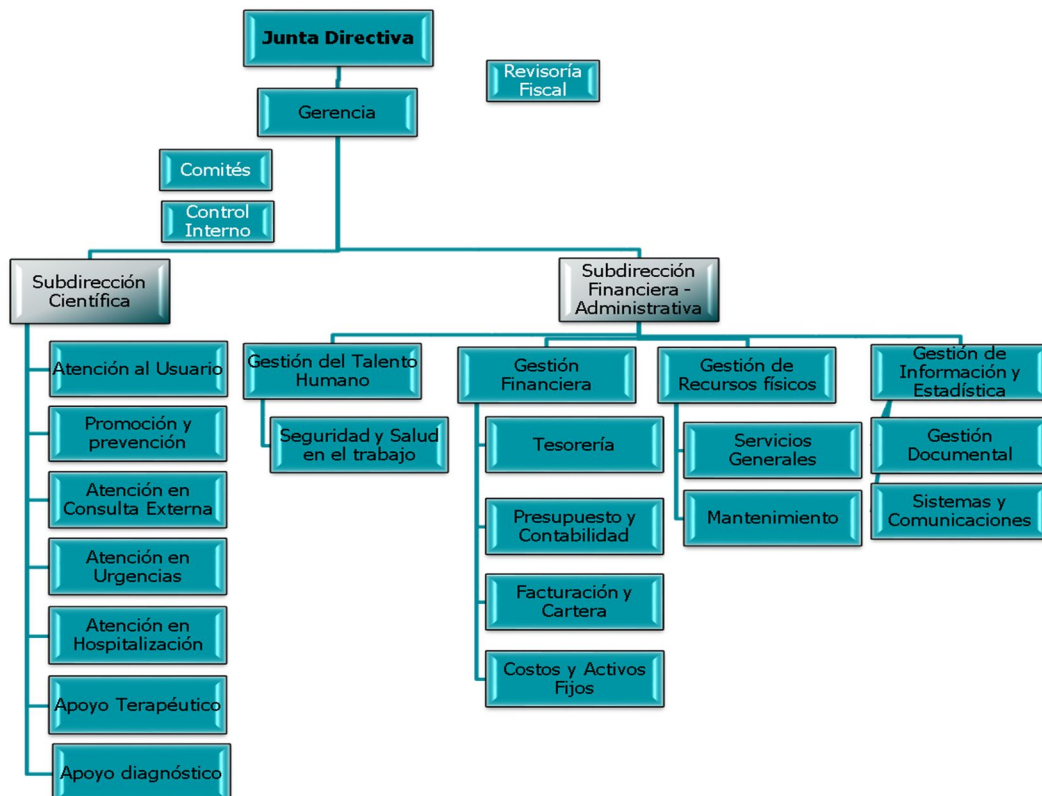 Junta Directiva
Revisoría
Fiscal
Gerencia
Comités
Control
Interno
Subdirección
Científica
Subdirección
Financiera -
Administrativa
Atención al Usuario
Promoción y
prevención
Atención en
Consulta Externa
Atención en
Urgencias
Atención en
Hospitalización
Apoyo Terapéutico
Apoyo diagnóstico
Gestión del Talento
Humano
Seguridad y Salud
en el trabajo
Gestión
Financiera
Tesorería
Presupuesto y
Contabilidad
Facturación y
Cartera
Costos y Activos
Fijos
Gestión de
Recursos físicos
Servicios
Generales
Mantenimiento
Gestión de
Información y
Estadística
Gestión
Documental
Sistemas y
Comunicaciones